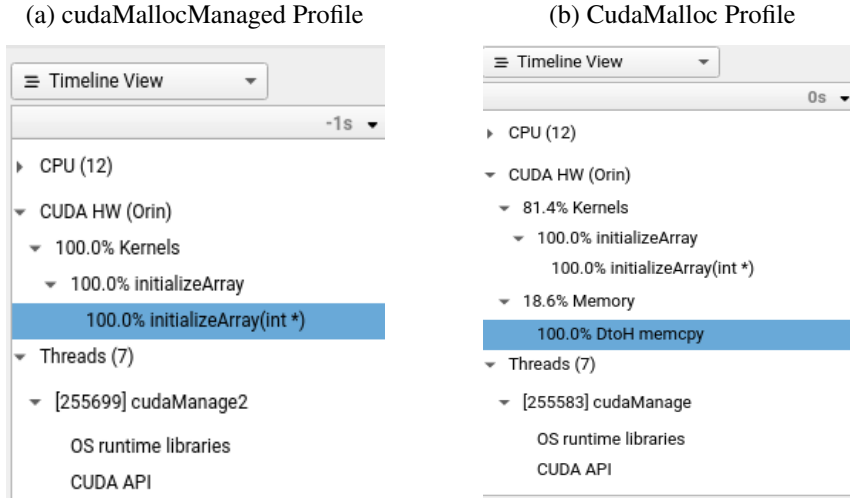 (a) cudaMallocManaged Profile
Timeline View
-1s
CPU (12)
CUDA HW (Orin)
100.0% Kernels
100.0% initializeArray
100.0% initializeArray(int *)
Threads (7)
[255699] cudaManage2
OS runtime libraries
CUDA API
(b) CudaMalloc Profile
Timeline View
0s
CPU (12)
CUDA HW (Orin)
81.4% Kernels
100.0% initializeArray
100.0% initializeArray(int *)
18.6% Memory
100.0% DtoH memcpy
Threads (7)
[255583] cudaManage
OS runtime libraries
CUDA API